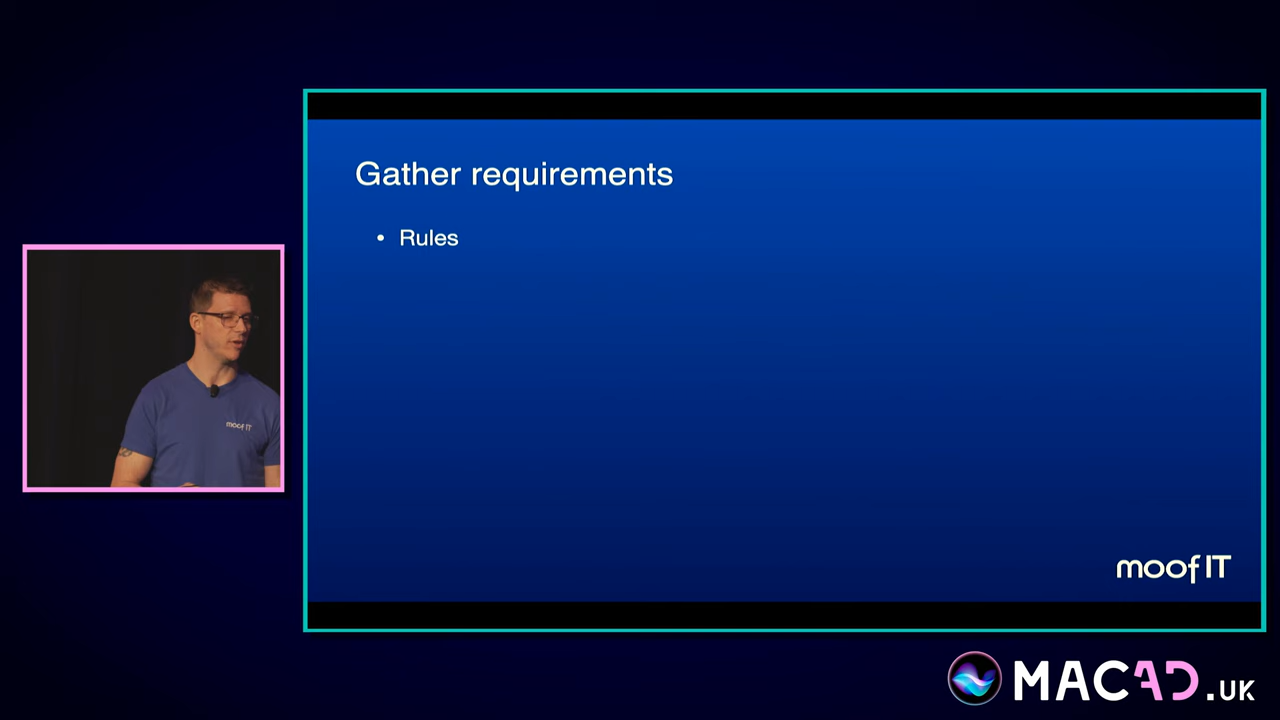 Gather requirements
• Rules
moof IT
moof IT
MACAD.UK